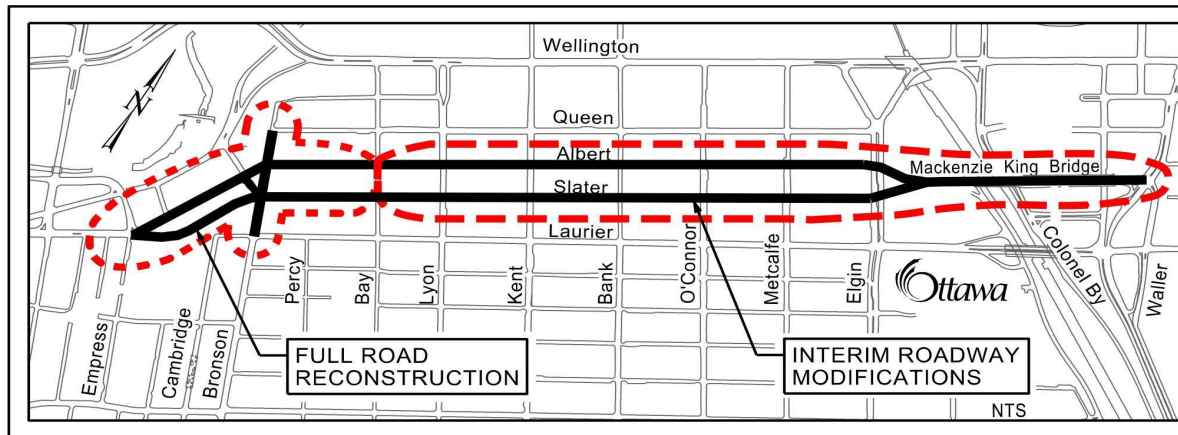 Wellington
N
Queen
Albert
Mackenzie King Bridge
Slater
Laurier
Empress
Cambridge
Bronson
Percy
Bay
Lyon
Kent
Bank
O'Connor
Metcalfe
Elgin
Ottawa
Colonel By
Waller
FULL ROAD
RECONSTRUCTION
INTERIM ROADWAY
MODIFICATIONS
NTS